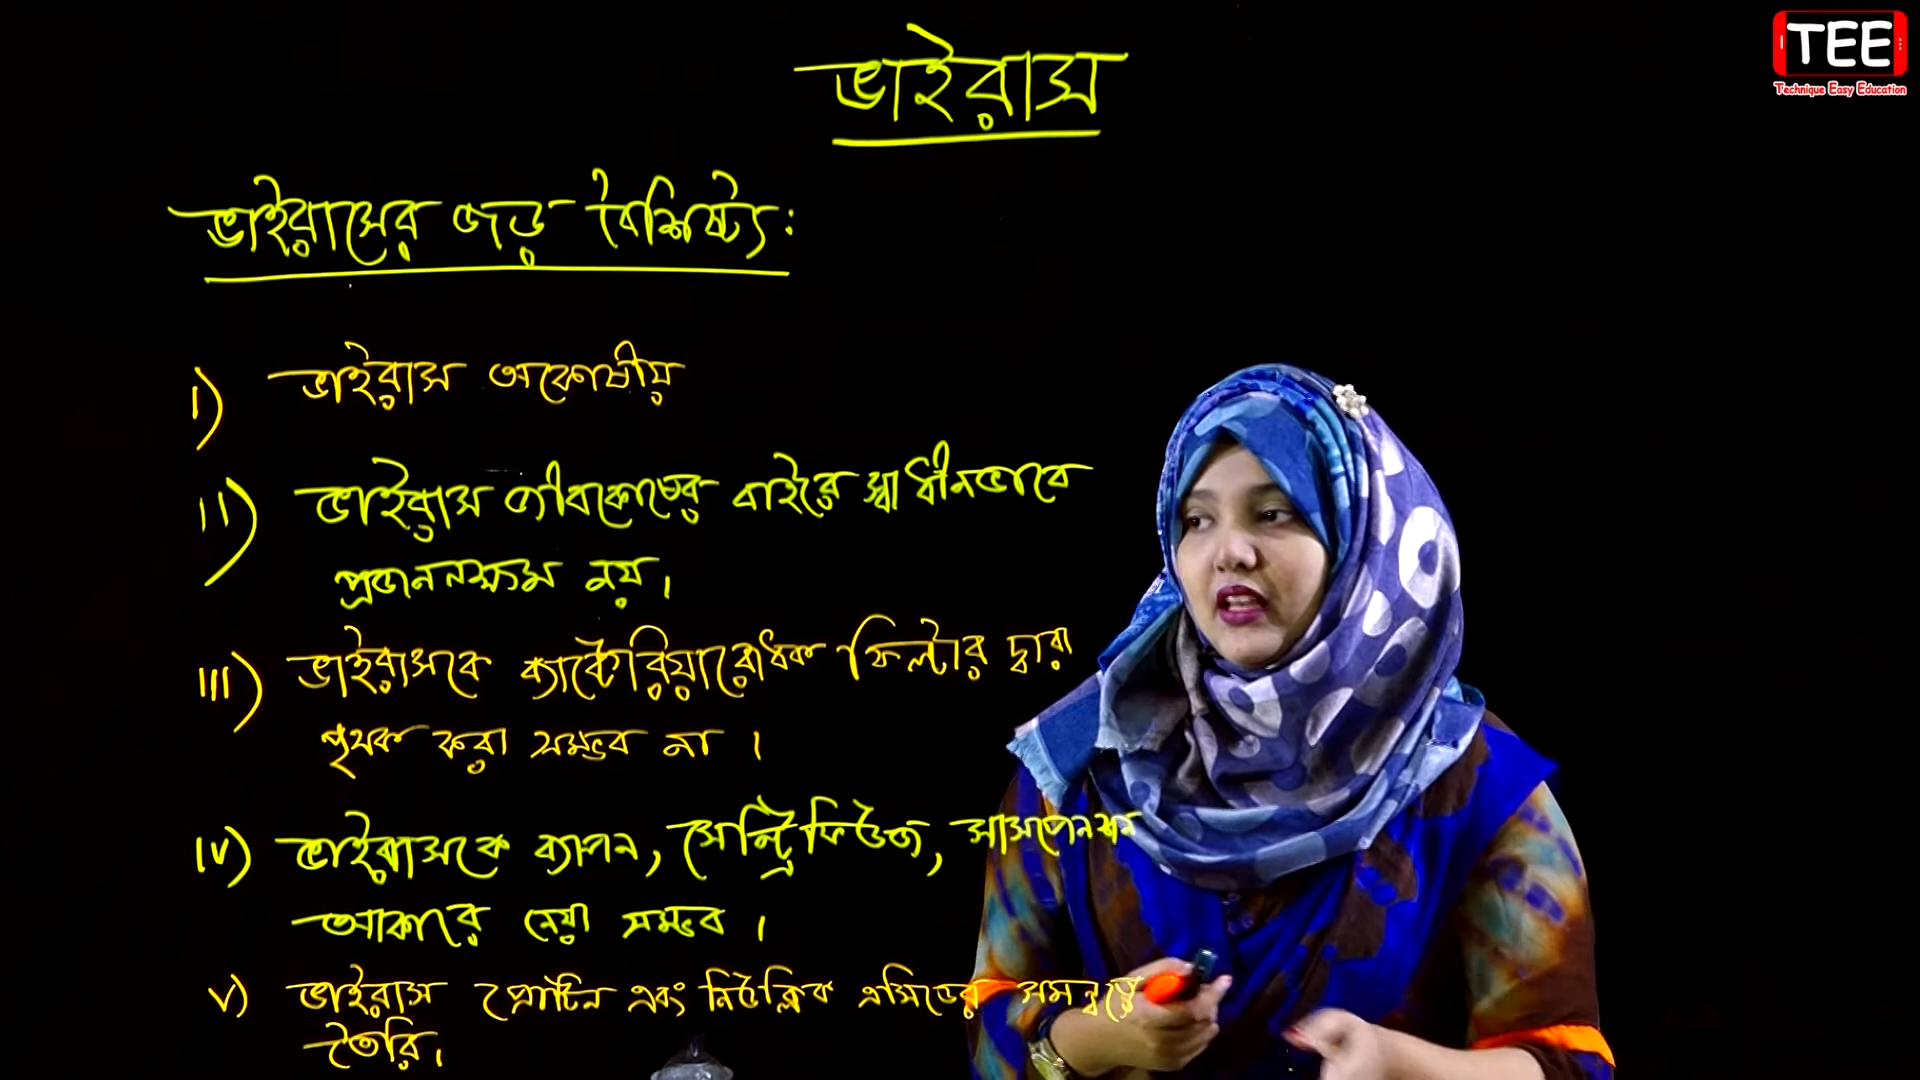 ভাইরাস
TEE
Technique Easy Education
ভাইরাসের জড় বৈশিষ্ট্য:
i) ভাইরাস অকোষীয়
ii) ভাইরাস জীবকোষের বাইরে স্বাধীনভাবে
প্রজননক্ষম নয়।
iii) ভাইরাসকে ব্যাকটেরিয়ারোধক ফিল্টার দ্বারা
পৃথক করা সম্ভব না।
iv) ভাইরাসকে ব্যাপন, সেন্ট্রিফিউজ, সাসপেনশন
আকারে নেয়া সম্ভব।
v) ভাইরাস প্রোটিন এবং নিউক্লিক এসিডের সমন্বয়ে
তৈরি।